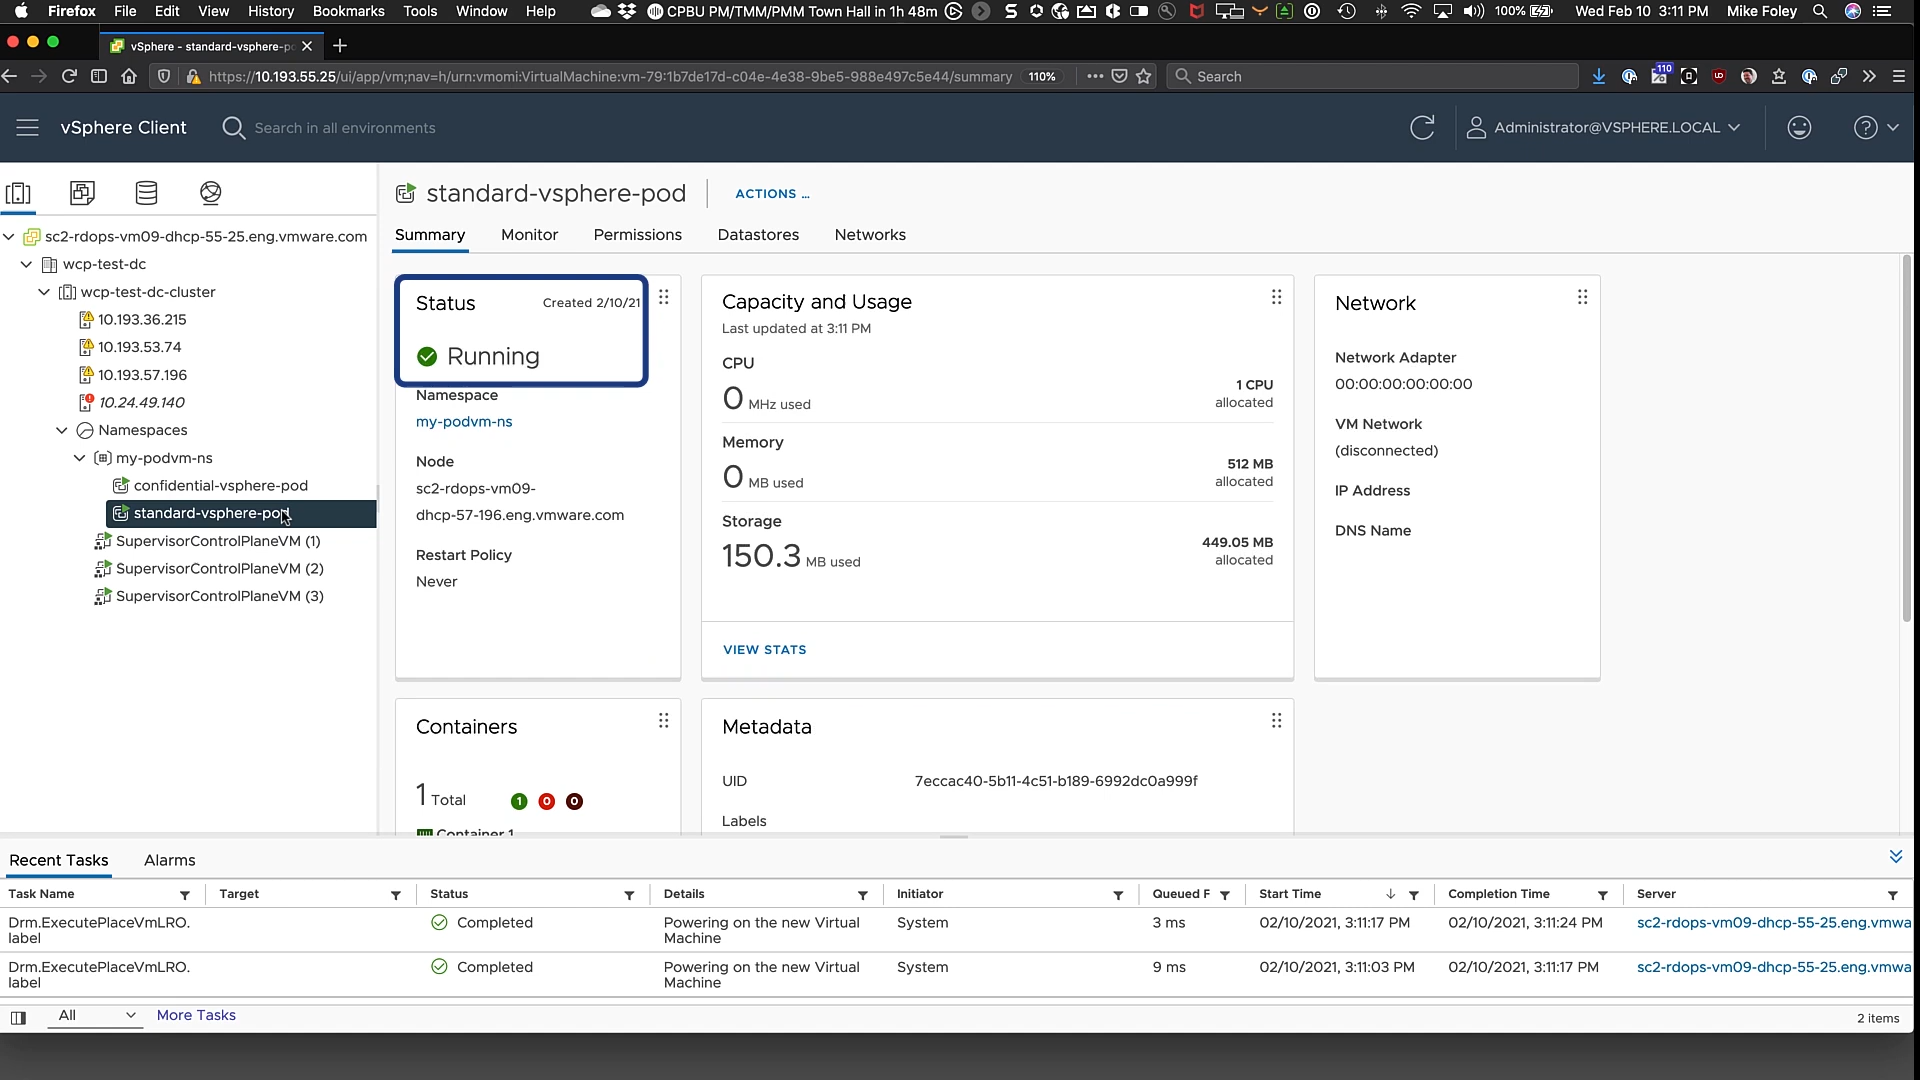 Firefox File Edit View History Bookmarks Tools Window Help CPBU PM/TMM/PMM Town Hall in 1h 48m 100% Wed Feb 10 3:11 PM Mike Foley
vSphere - standard-vsphere-po
https://10.193.55.25/ui/app/vm;nav=h/urn:vmomi:VirtualMachine:vm-79:1b7de17d-c04e-4e38-9be5-988e497c5e44/summary 110% Search 110
vSphere Client Search in all environments Administrator@VSPHERE.LOCAL
sc2-rdops-vm09-dhcp-55-25.eng.vmware.com
wcp-test-dc
wcp-test-dc-cluster
10.193.36.215
10.193.53.74
10.193.57.196
10.24.49.140
Namespaces
my-podvm-ns
confidential-vsphere-pod
standard-vsphere-pod
SupervisorControlPlaneVM (1)
SupervisorControlPlaneVM (2)
SupervisorControlPlaneVM (3)
standard-vsphere-pod ACTIONS ...
Summary Monitor Permissions Datastores Networks
Status Created 2/10/21
Running
Namespace
my-podvm-ns
Node
sc2-rdops-vm09-
dhcp-57-196.eng.vmware.com
Restart Policy
Never
Capacity and Usage
Last updated at 3:11 PM
CPU
0 MHz used
1 CPU
allocated
Memory
0 MB used
512 MB
allocated
Storage
150.3 MB used
449.05 MB
allocated
VIEW STATS
Network
Network Adapter
00:00:00:00:00:00
VM Network
(disconnected)
IP Address
DNS Name
Containers
1 Total 1 0 0
Container 1
Metadata
UID 7eccac40-5b11-4c51-b189-6992dc0a999f
Labels
Recent Tasks Alarms
Task Name Target Status Details Initiator Queued F Start Time Completion Time Server
Drm.ExecutePlaceVmLRO. Completed Powering on the new Virtual System 3 ms 02/10/2021, 3:11:17 PM 02/10/2021, 3:11:24 PM sc2-rdops-vm09-dhcp-55-25.eng.vmwa
label Machine
Drm.ExecutePlaceVmLRO. Completed Powering on the new Virtual System 9 ms 02/10/2021, 3:11:03 PM 02/10/2021, 3:11:17 PM sc2-rdops-vm09-dhcp-55-25.eng.vmwa
label Machine
All More Tasks 2 items